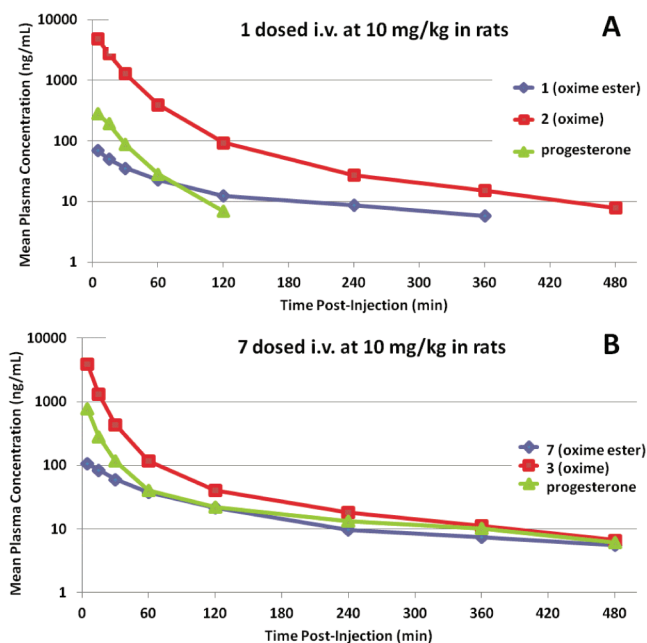 A
1 dosed i.v. at 10 mg/kg in rats
Mean Plasma Concentration (ng/mL)
10000
1000
100
10
1
1 (oxime ester)
2 (oxime)
progesterone
0 60 120 180 240 300 360 420 480
Time Post-Injection (min)
B
7 dosed i.v. at 10 mg/kg in rats
Mean Plasma Concentration (ng/mL)
10000
1000
100
10
1
7 (oxime ester)
3 (oxime)
progesterone
0 60 120 180 240 300 360 420 480
Time Post-Injection (min)